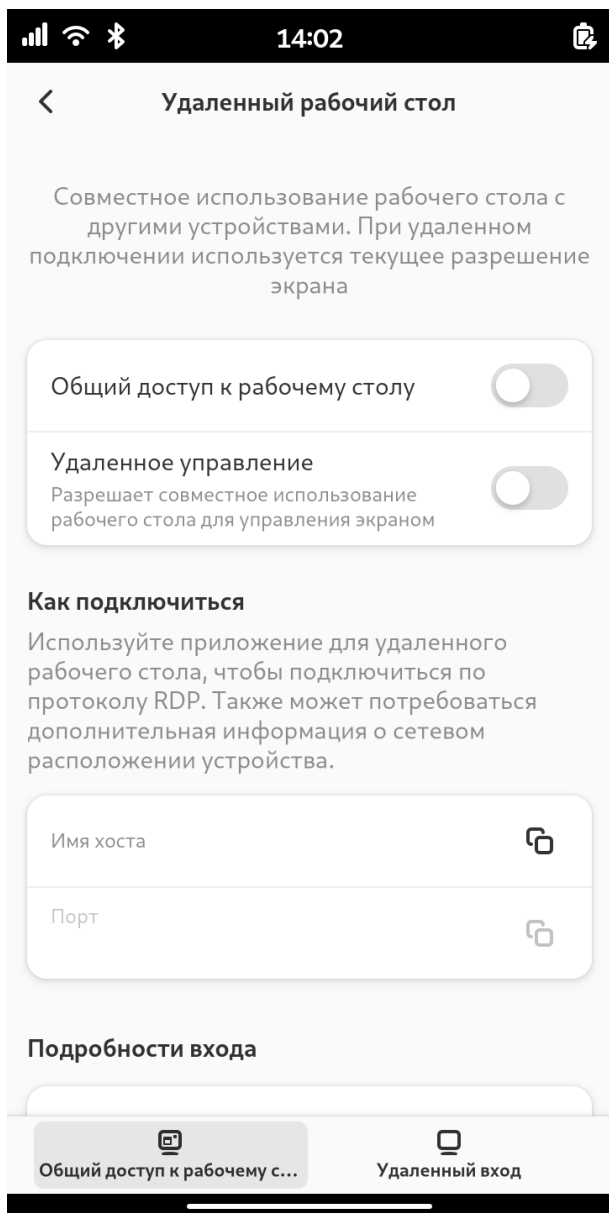 14:02
Удаленный рабочий стол
Совместное использование рабочего стола с
другими устройствами. При удаленном
подключении используется текущее разрешение
экрана
Общий доступ к рабочему столу
Удаленное управление
Разрешает совместное использование
рабочего стола для управления экраном
Как подключиться
Используйте приложение для удаленного
рабочего стола, чтобы подключиться по
протоколу RDP. Также может потребоваться
дополнительная информация о сетевом
расположении устройства.
Имя хоста
Порт
Подробности входа
Общий доступ к рабочему с...
Удаленный вход